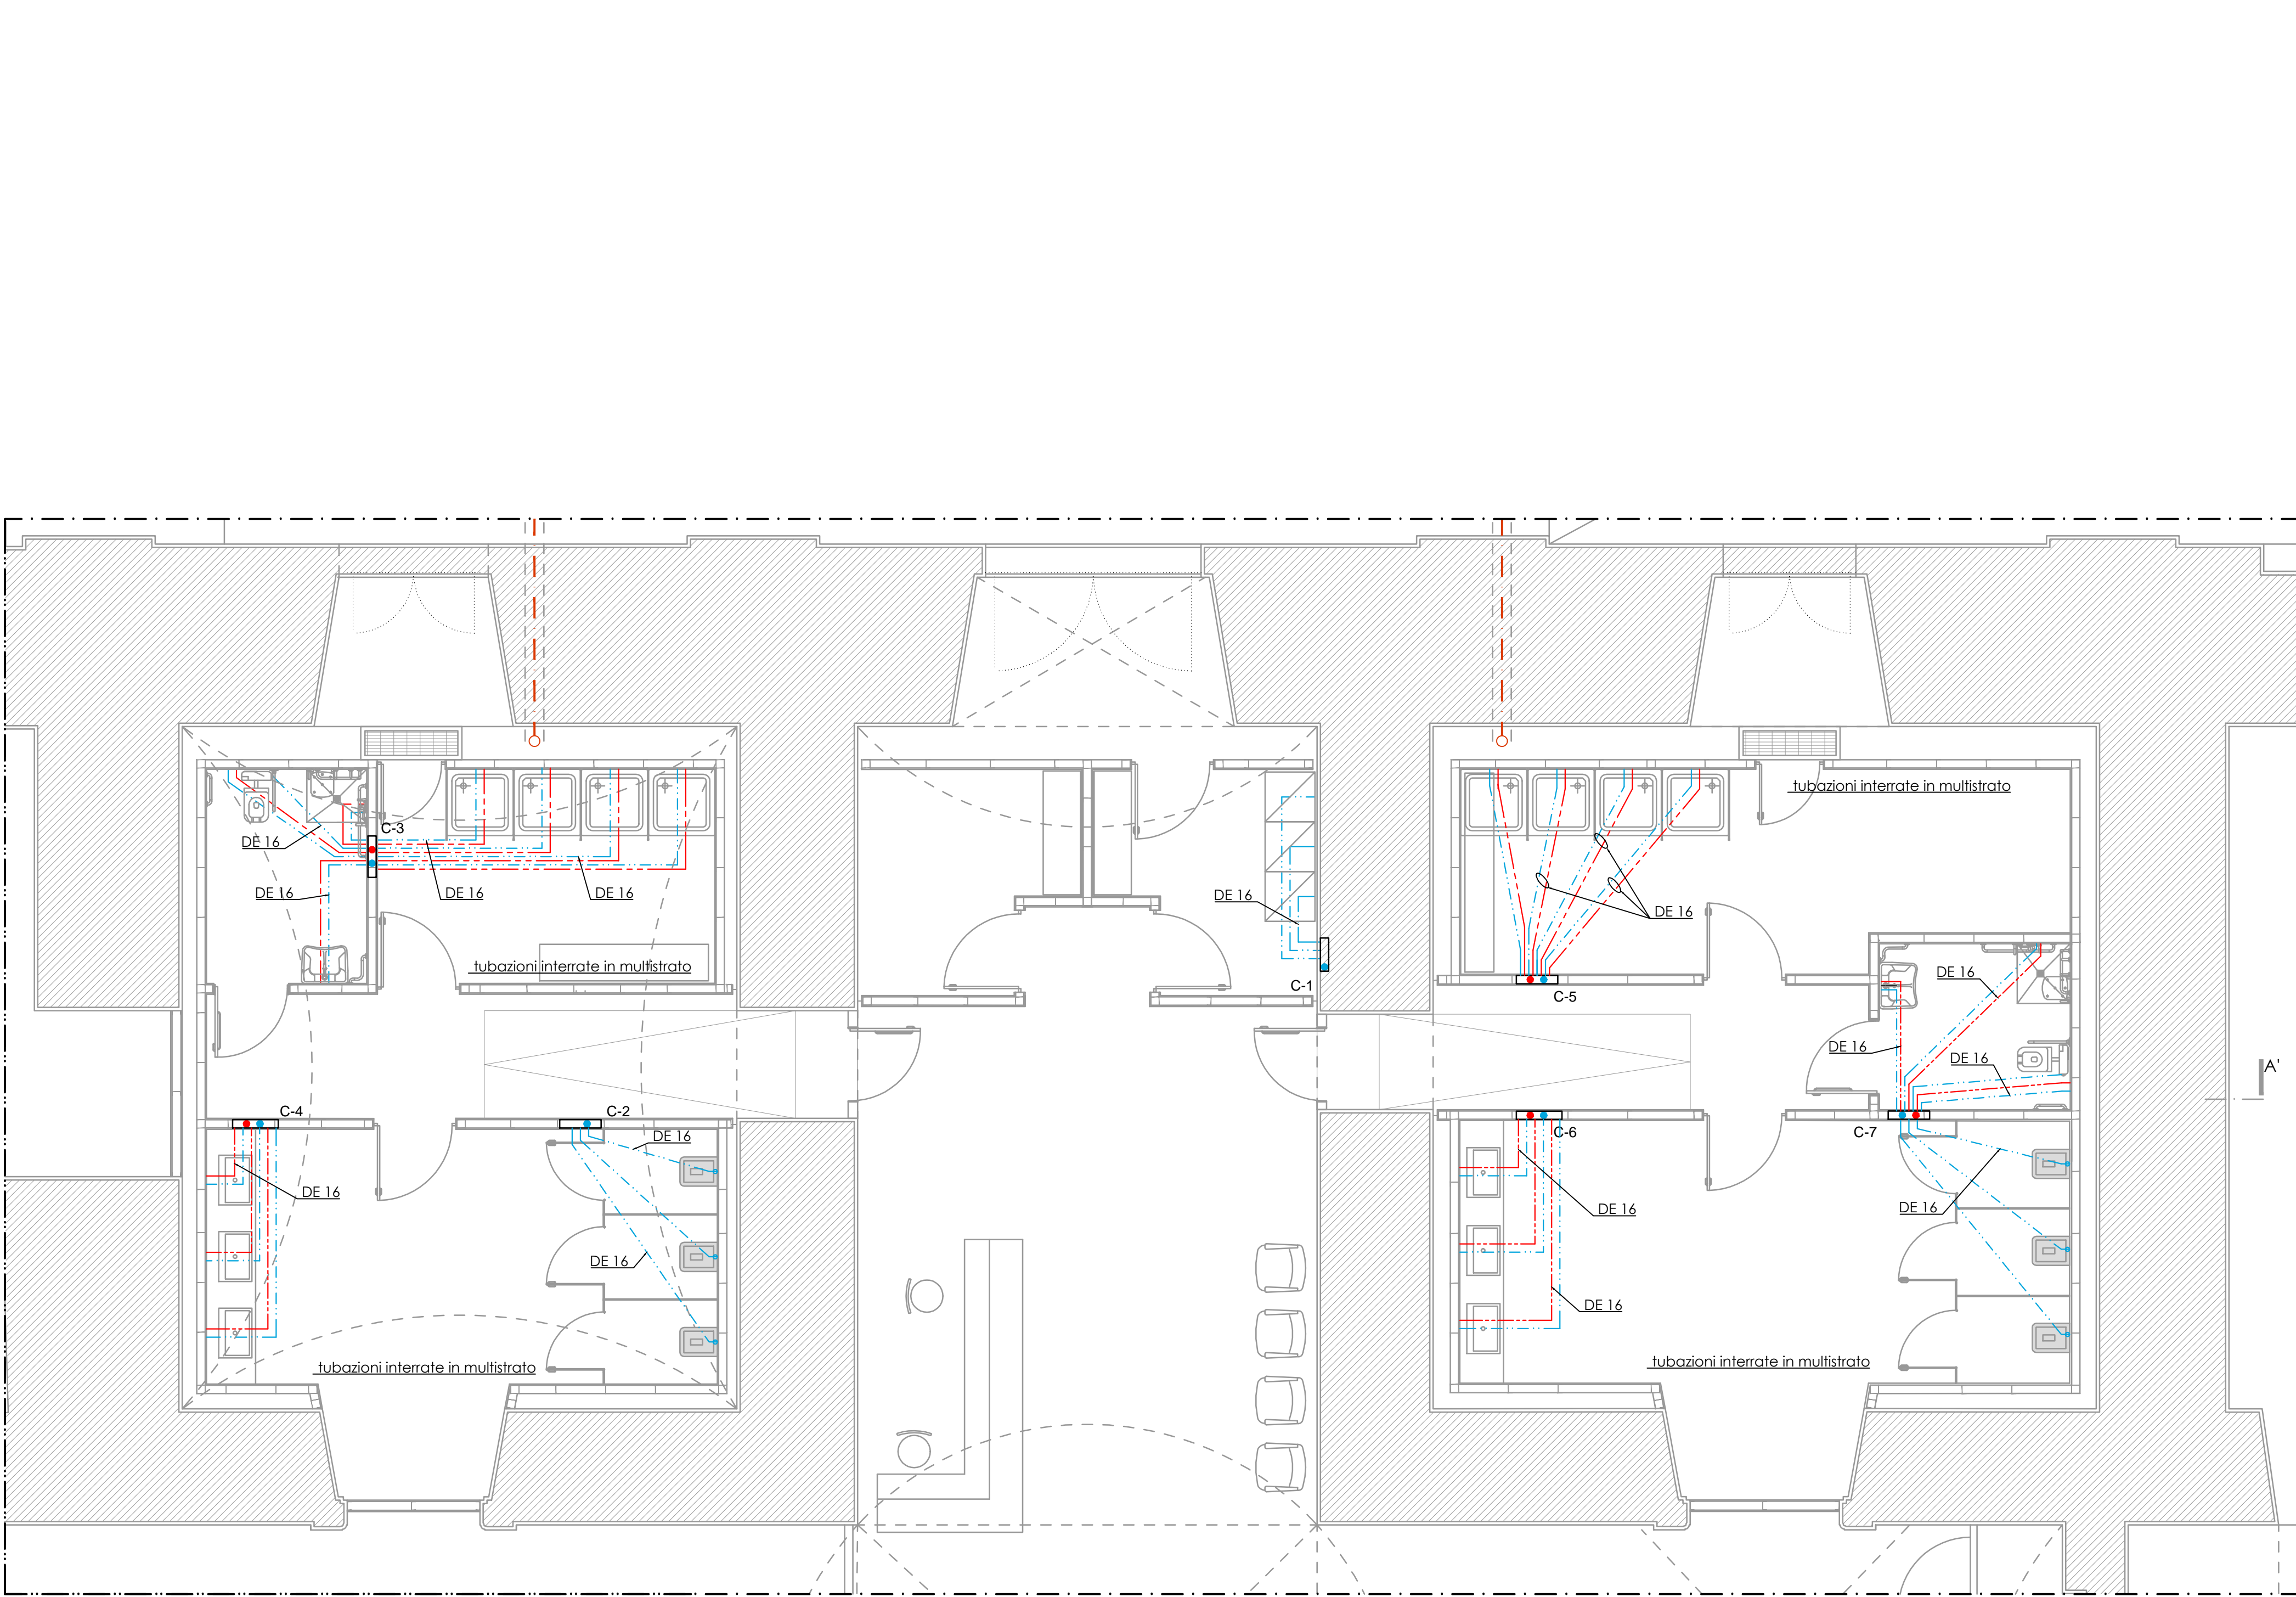 tubazioni interrate in multistrato
C-3
DE 16
DE 16
DE 16
DE 16
DE 16
DE 16
tubazioni interrate in multistrato
C-5
DE 16
C-1
DE 16
DE 16
DE 16
A'
C-4
C-2
C-6
C-7
DE 16
DE 16
DE 16
DE 16
DE 16
DE 16
tubazioni interrate in multistrato
tubazioni interrate in multistrato